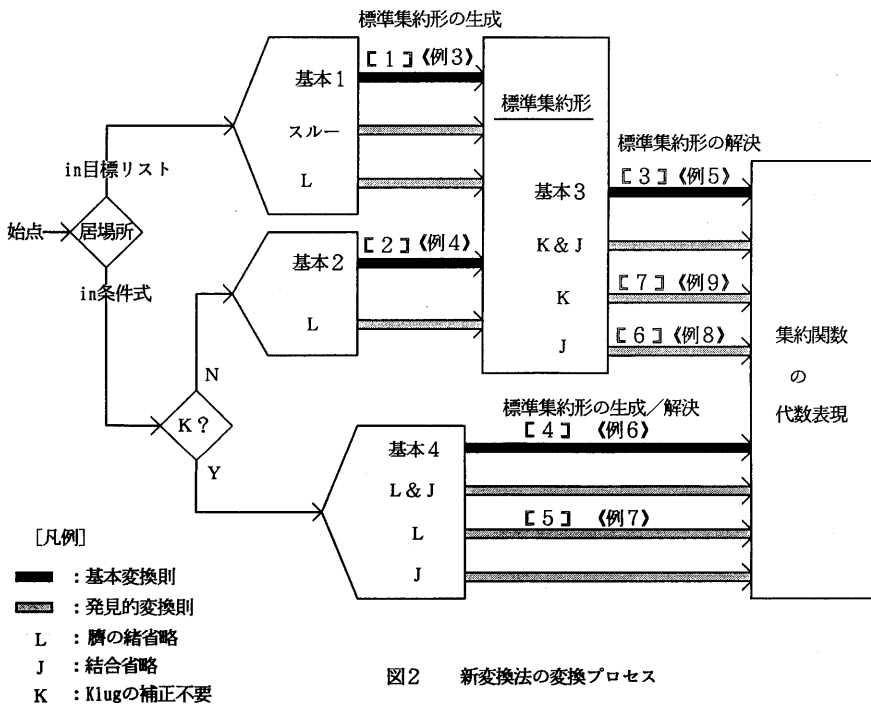 標準集約形の生成
【1】《例3》
基本1
スルー
L
標準集約形
標準集約形の解決
in目標リスト
【3】《例5》
基本3
始点
居場所
【2】《例4》
基本2
K & J
in条件式
【7】《例9》
K
L
【6】《例8》
J
集約関数
の
代数表現
N
標準集約形の生成/解決
K?
【4】 《例6》
基本4
Y
L & J
【5】 《例7》
L
J
[凡例]
:基本変換則
:発見的変換則
L :臍の緒省略
J :結合省略
K :Klugの補正不要
図2 新変換法の変換プロセス